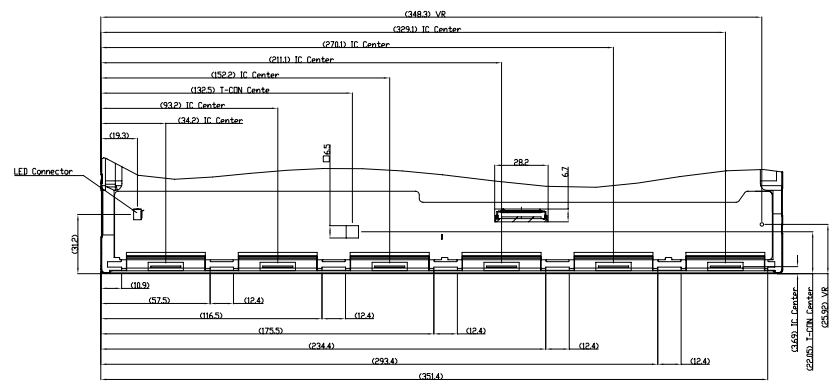 (348.3) VR
(329.1) IC Center
(270.1) IC Center
(211.1) IC Center
(152.2) IC Center
(132.5) T-CON Cente
(93.2) IC Center
(34.2) IC Center
(19.3)
□6.5
28.2
6.7
LED Connector
(31.2)
(10.9)
(57.5)
(12.4)
(116.5)
(12.4)
(175.5)
(12.4)
(234.4)
(12.4)
(293.4)
(12.4)
(351.4)
(3.69) IC Center
(22.05) T-CON Center
(25.92) VR